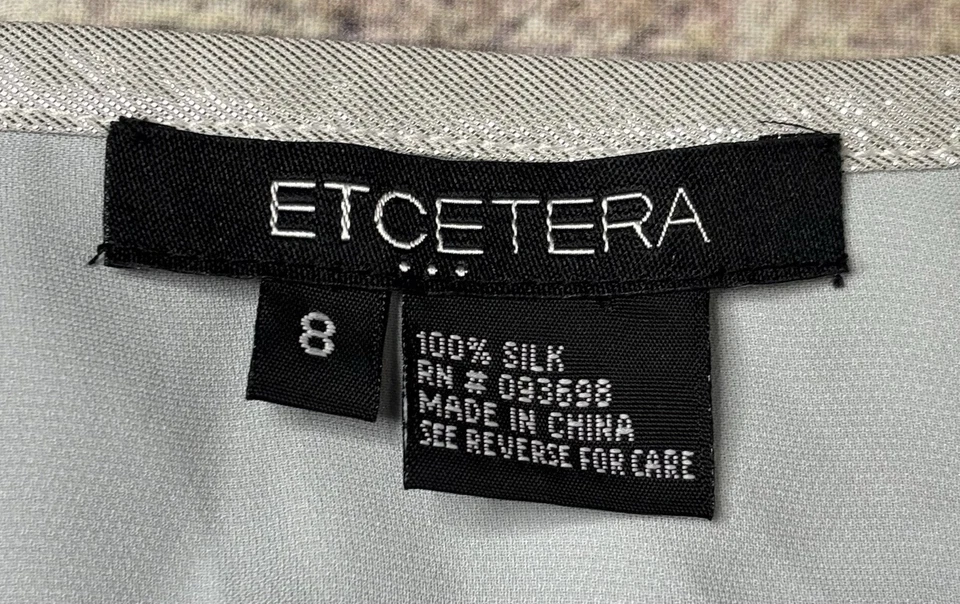 ETCETERA
...
8
100% SILK
RN # 093698
MADE IN CHINA
SEE REVERSE FOR CARE